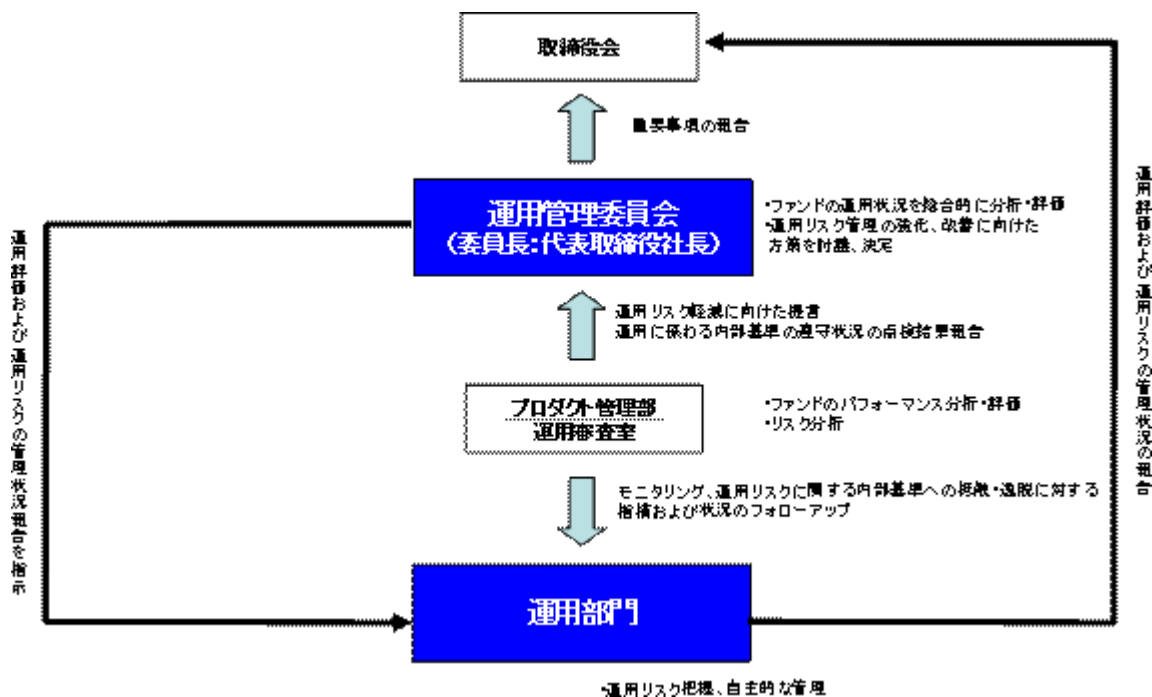 取締役会
重要事項の報告
運用管理委員会
（委員長：代表取締役社長）
・ファンドの運用状況を総合的に分析・評価
・運用リスク管理の強化、改善に向けた
方策を討議、決定
運用リスク軽減に向けた提言
運用に係わる内部基準の遵守状況の点検結果報告
プロダクト管理部
運用審査室
・ファンドのパフォーマンス分析・評価
・リスク分析
モニタリング、運用リスクに関する内部基準への抵触・逸脱に対する
指摘および状況のフォローアップ
運用部門
・運用リスク把握、自主的な管理
運用評価および運用リスクの管理状況報告を指示
運用評価および運用リスクの管理状況の報告